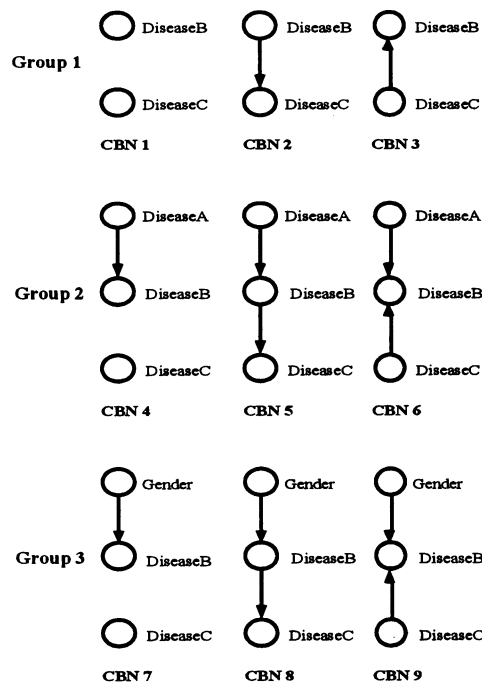 DiseaseB DiseaseB DiseaseB
Group 1
DiseaseC DiseaseC DiseaseC
CBN 1 CBN 2 CBN 3
DiseaseA DiseaseA DiseaseA
Group 2 DiseaseB DiseaseB DiseaseB
DiseaseC DiseaseC DiseaseC
CBN 4 CBN 5 CBN 6
Gender Gender Gender
Group 3 DiseaseB DiseaseB DiseaseB
DiseaseC DiseaseC DiseaseC
CBN 7 CBN 8 CBN 9